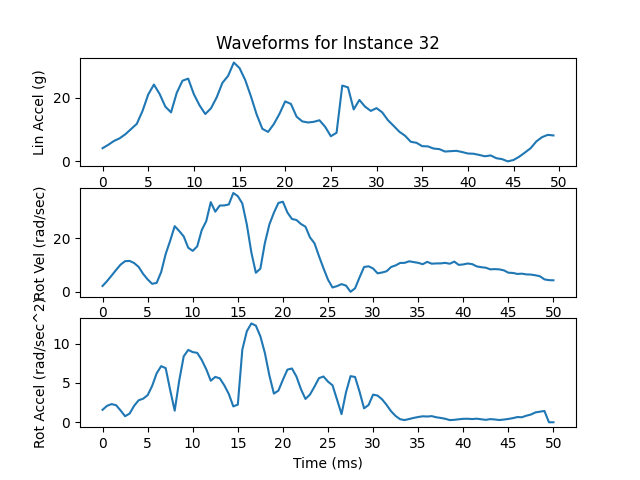 Waveforms for Instance 32
Lin Accel (g)
20
0
0 5 10 15 20 25 30 35 40 45 50
Rot Vel (rad/sec)
20
0
0 5 10 15 20 25 30 35 40 45 50
Rot Accel (rad/sec^2)
10
5
0
0 5 10 15 20 25 30 35 40 45 50
Time (ms)